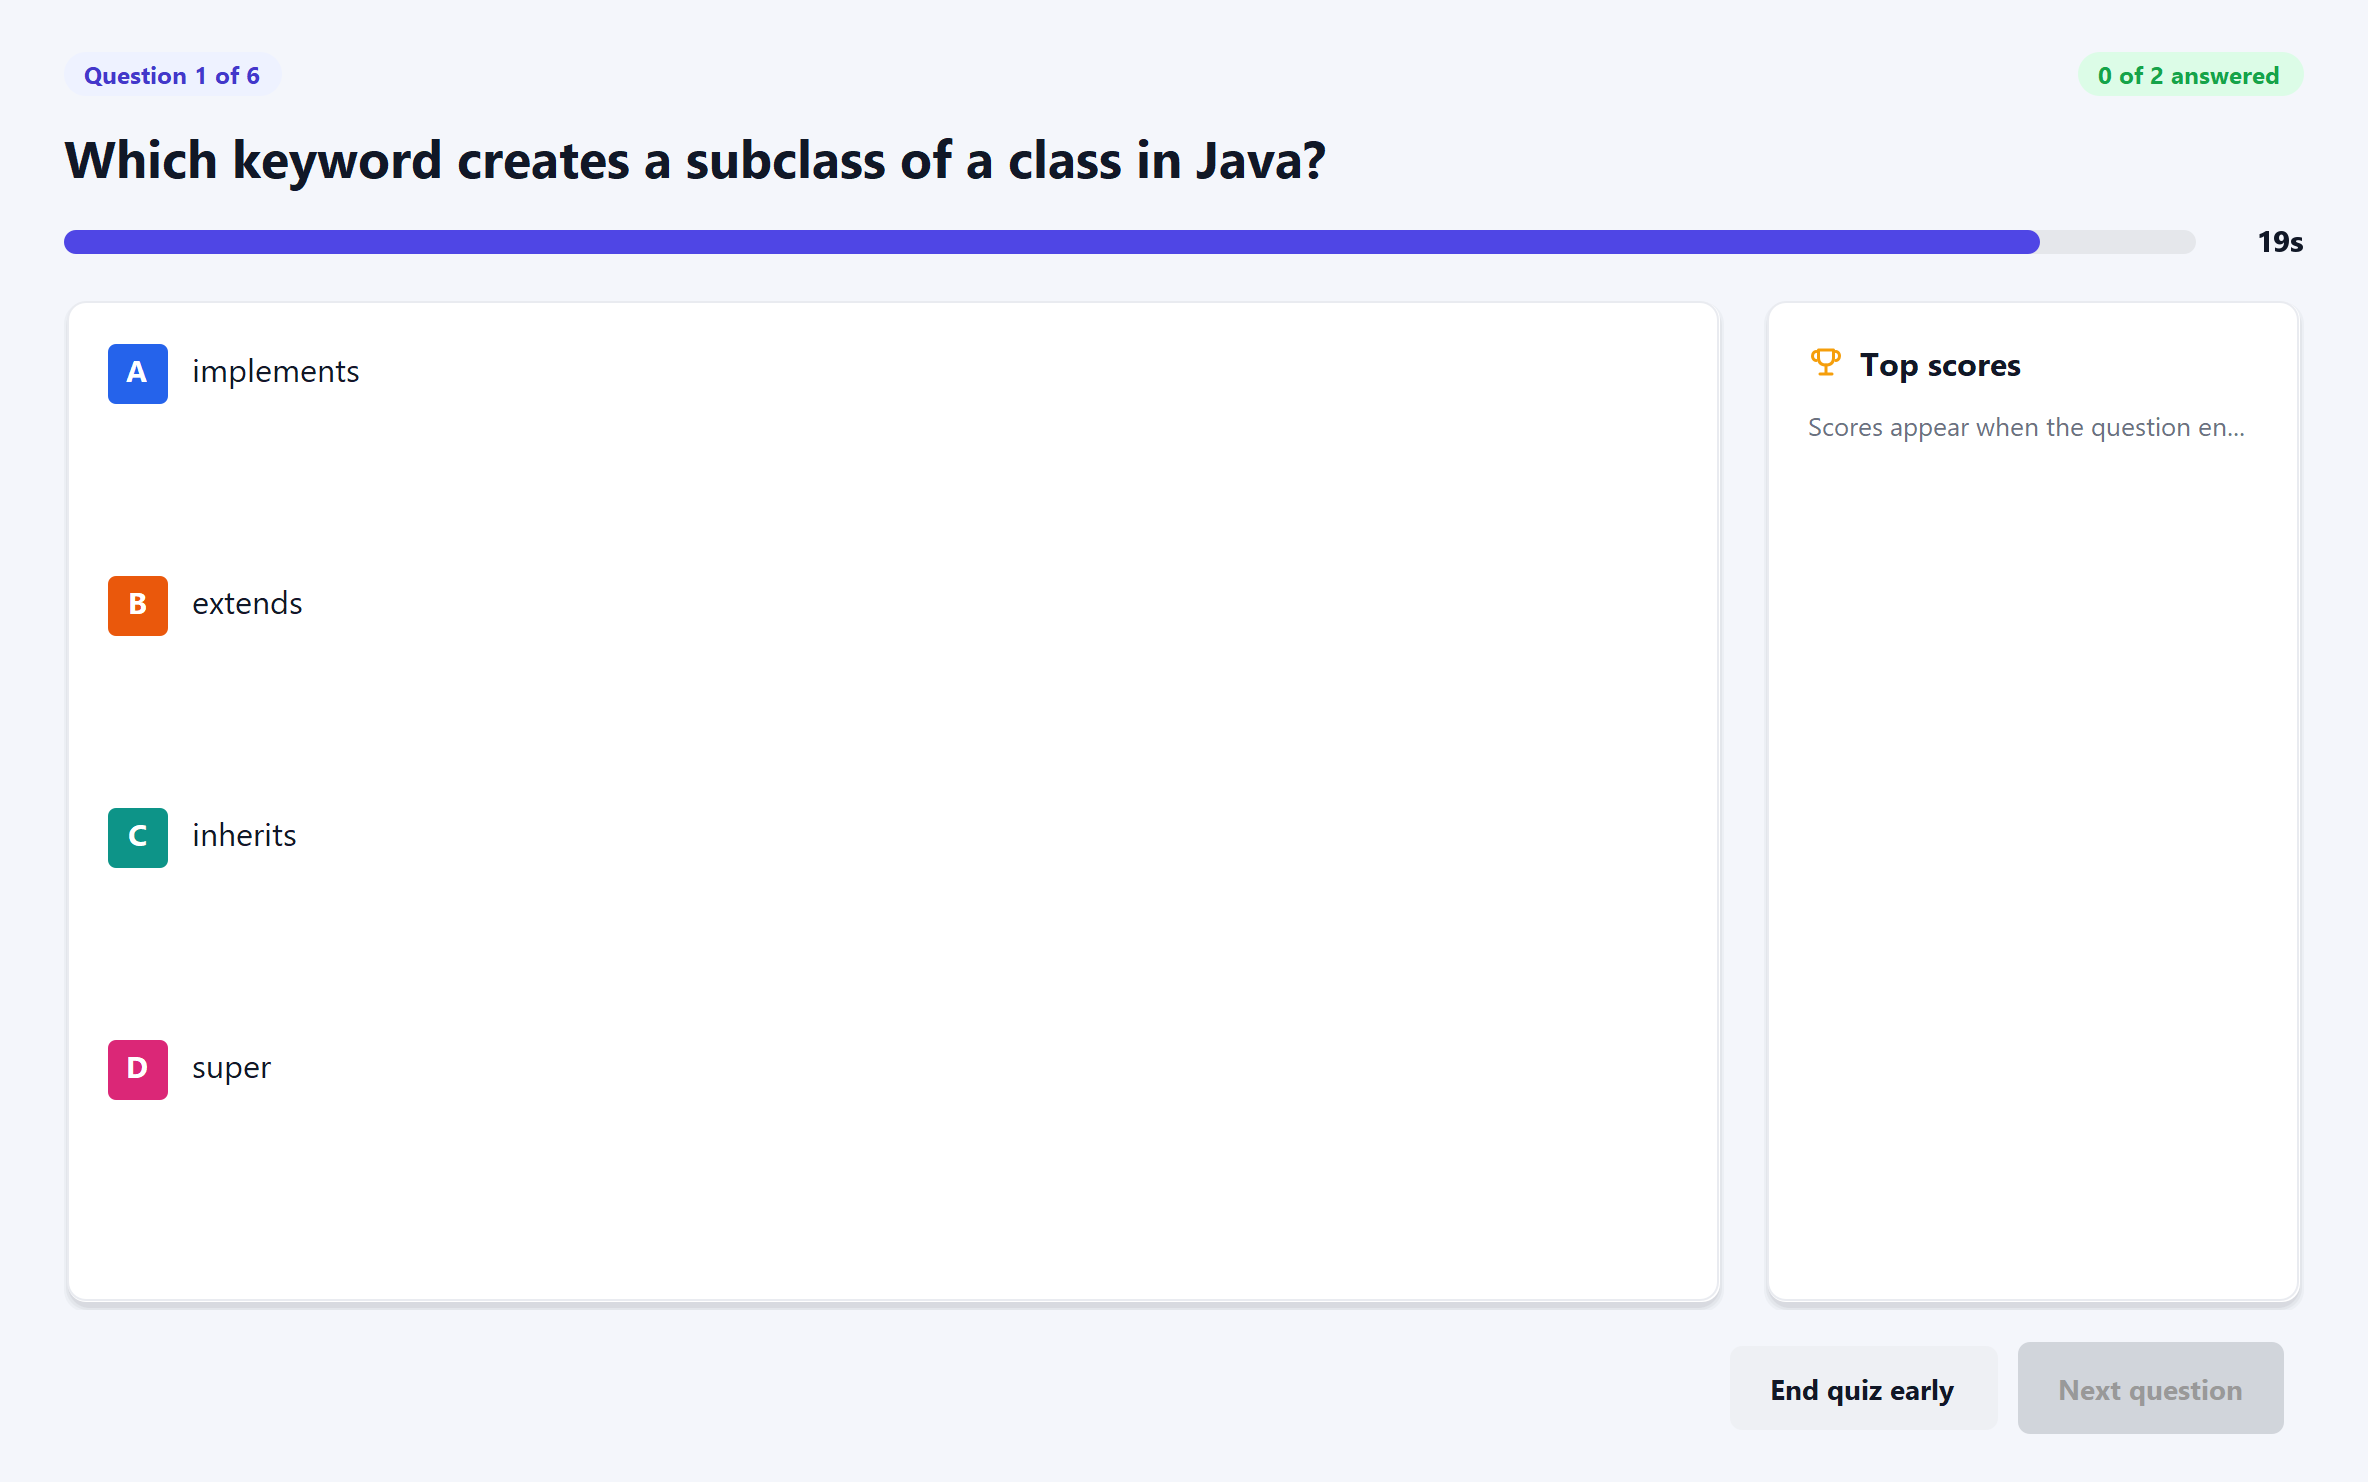 Question 1 of 6
0 of 2 answered
Which keyword creates a subclass of a class in Java?
19s
A implements
B extends
C inherits
D super
Top scores
Scores appear when the question en...
End quiz early
Next question